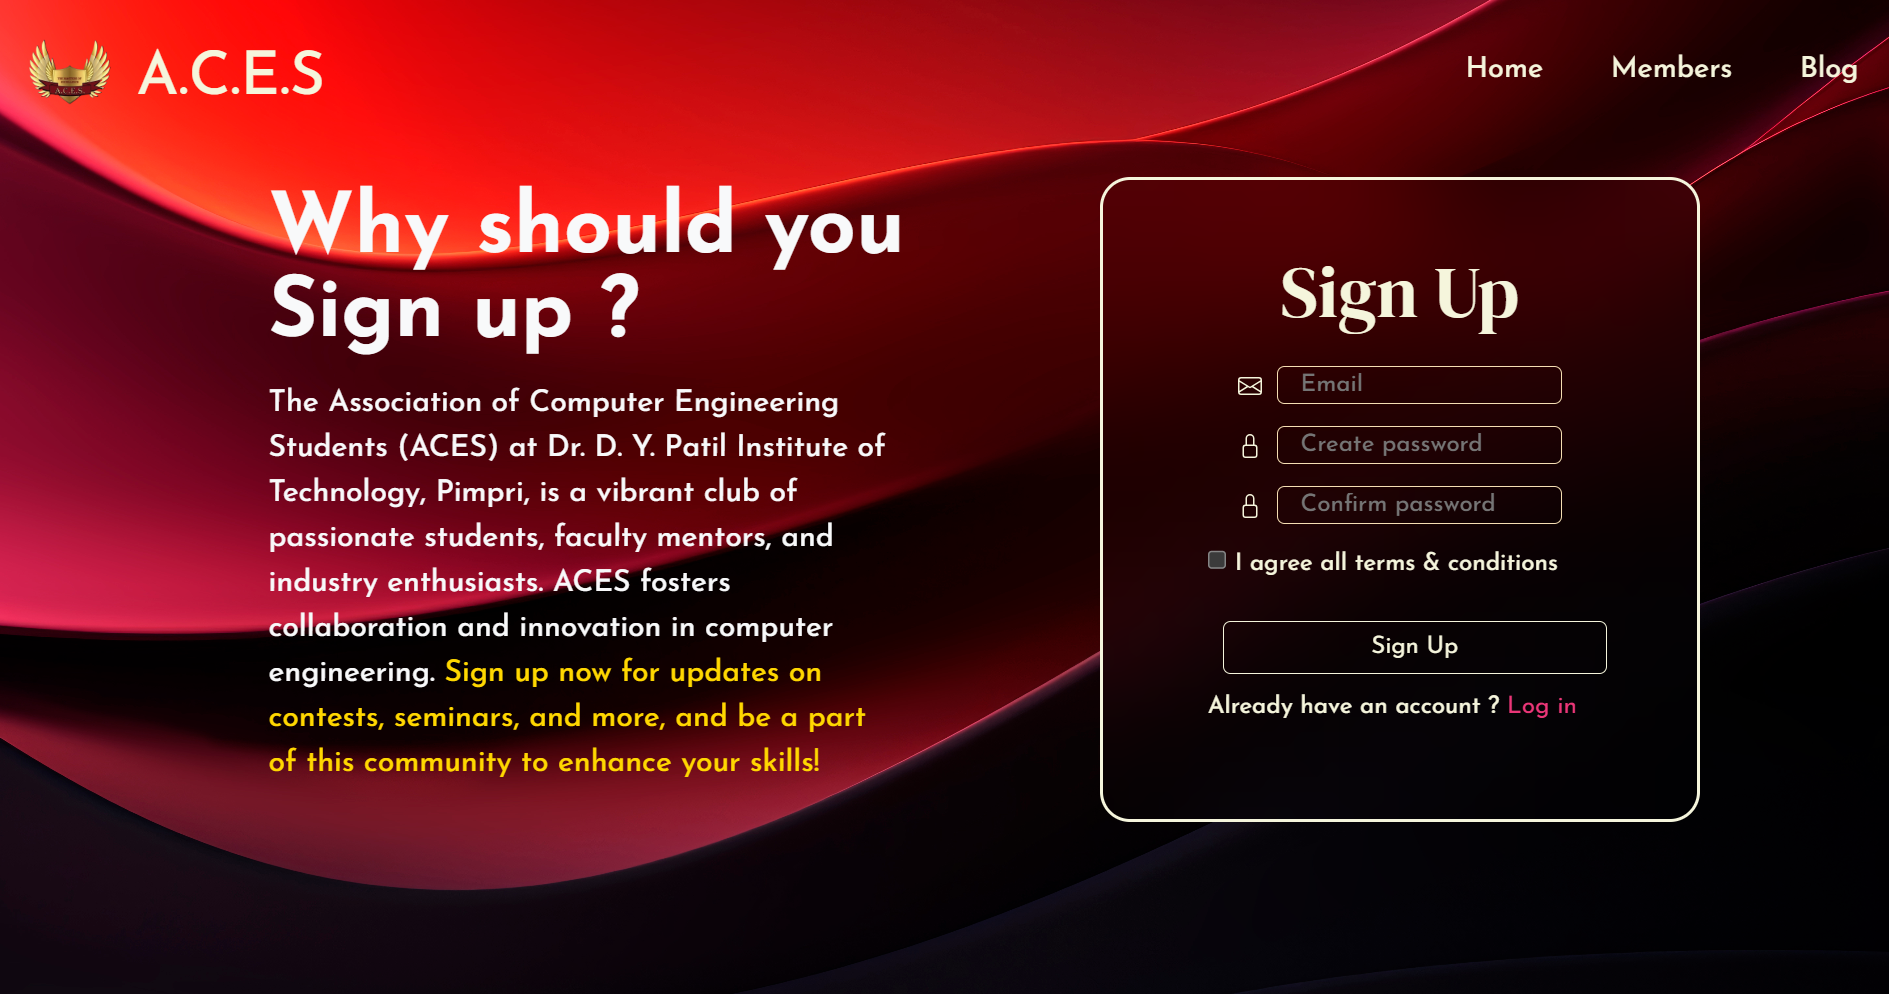 A.C.E.S.
A.C.E.S
Home
Members
Blog
Why should you
Sign up ?
The Association of Computer Engineering
Students (ACES) at Dr. D. Y. Patil Institute of
Technology, Pimpri, is a vibrant club of
passionate students, faculty mentors, and
industry enthusiasts. ACES fosters
collaboration and innovation in computer
engineering. Sign up now for updates on
contests, seminars, and more, and be a part
of this community to enhance your skills!
Sign Up
Email
Create password
Confirm password
I agree all terms & conditions
Sign Up
Already have an account ? Log in